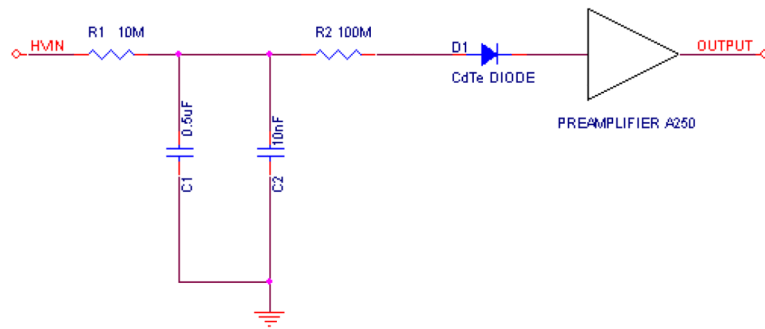 HVIN
R1 10M
R2 100M
D1
CdTe DIODE
OUTPUT
PREAMPLIFIER A250
0.5uF
C1
10nF
C2